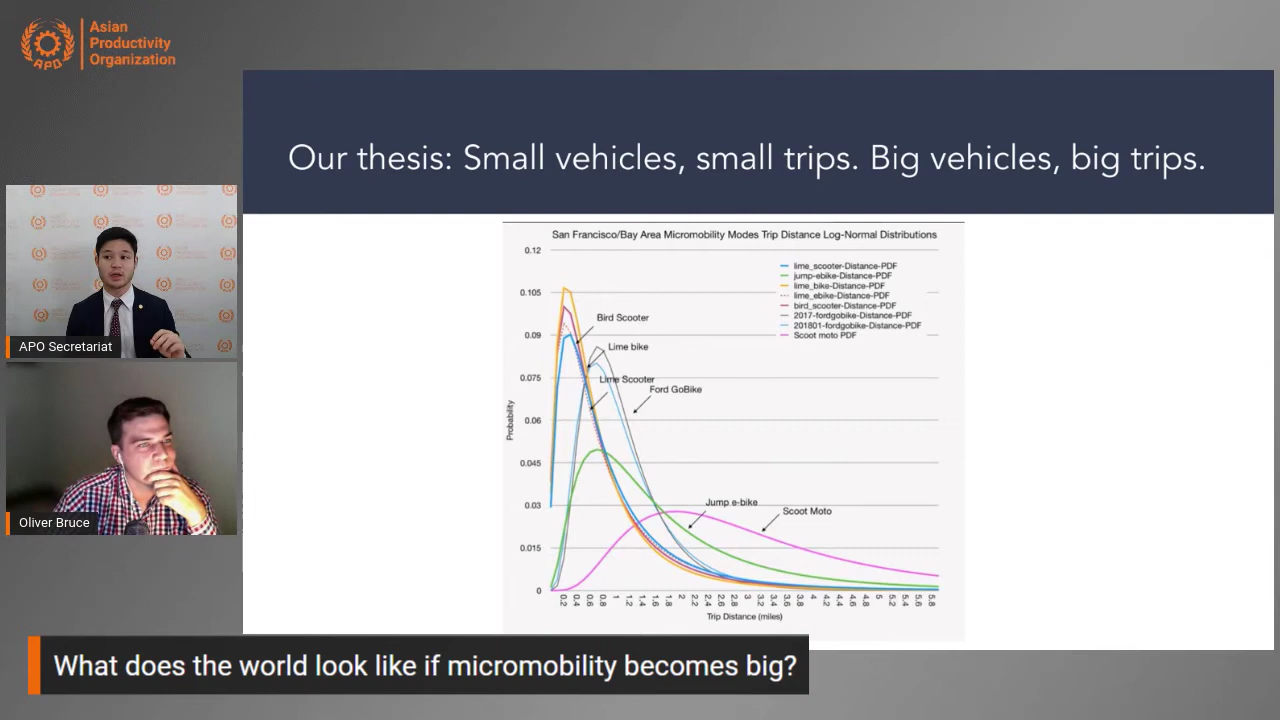 Asian
Productivity
Organization
APO
Our thesis: Small vehicles, small trips. Big vehicles, big trips.
San Francisco/Bay Area Micromobility Modes Trip Distance Log-Normal Distributions
0.12
0.105
0.09
0.075
0.06
0.045
0.03
0.015
0
Probability
lime_scooter-Distance-PDF
jump-ebike-Distance-PDF
lime_bike-Distance-PDF
lime_ebike-Distance-PDF
bird_scooter-Distance-PDF
2017-fordgobike-Distance-PDF
201801-fordgobike-Distance-PDF
Scoot moto PDF
Bird Scooter
Lime bike
Lime Scooter
Ford GoBike
Jump e-bike
Scoot Moto
0.2 0.4 0.6 0.8 1 1.2 1.4 1.6 1.8 2 2.2 2.4 2.6 2.8 3 3.2 3.4 3.6 3.8 4 4.2 4.4 4.6 4.8 5 5.2 5.4 5.6 5.8
Trip Distance (miles)
APO Secretariat
Oliver Bruce
What does the world look like if micromobility becomes big?